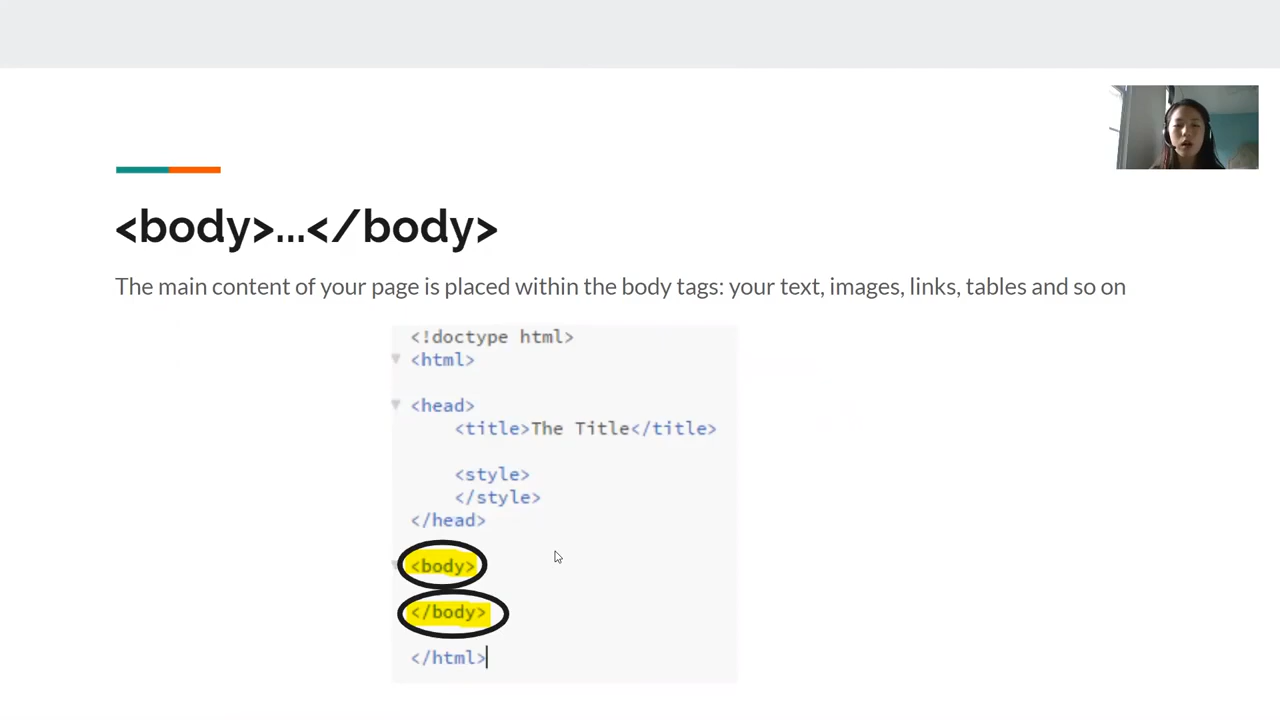 <body>...</body>
The main content of your page is placed within the body tags: your text, images, links, tables and so on
<!doctype html>
<html>
<head>
<title>The Title</title>
<style>
</style>
</head>
<body>
</body>
</html>